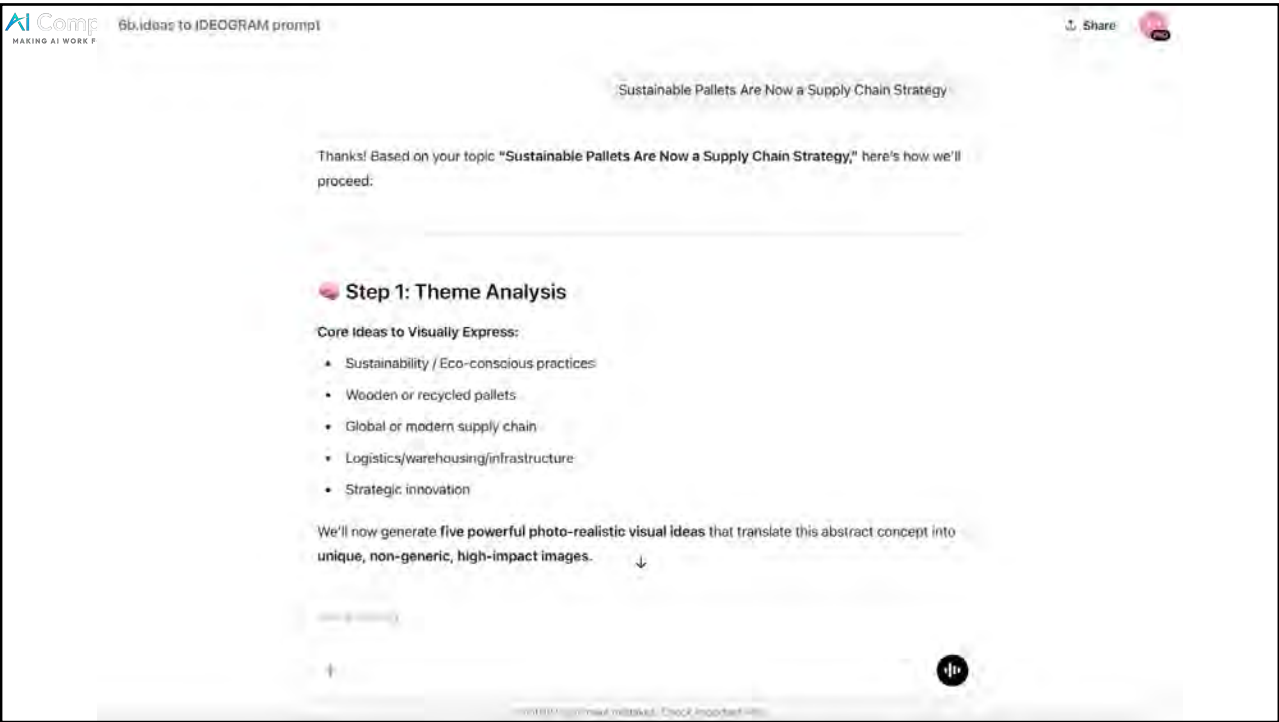 AI Comp
MAKING AI WORK F
6b.ideas to IDEOGRAM prompt
Share
PRO
Sustainable Pallets Are Now a Supply Chain Strategy
Thanks! Based on your topic "Sustainable Pallets Are Now a Supply Chain Strategy," here's how we'll
proceed:
Step 1: Theme Analysis
Core Ideas to Visually Express:
• Sustainability / Eco-conscious practices
• Wooden or recycled pallets
• Global or modern supply chain
• Logistics/warehousing/infrastructure
• Strategic innovation
We'll now generate five powerful photo-realistic visual ideas that translate this abstract concept into
unique, non-generic, high-impact images.
mistakes. Check important